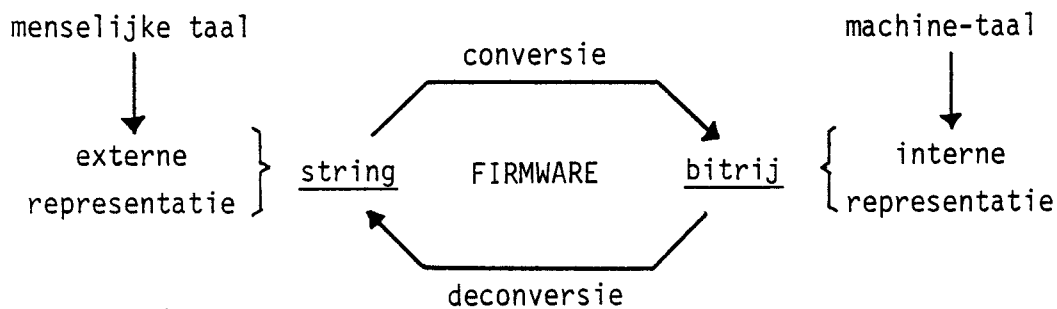 menselijke taal
machine-taal
conversie
externe
representatie
string
FIRMWARE
bitrij
interne
representatie
deconversie